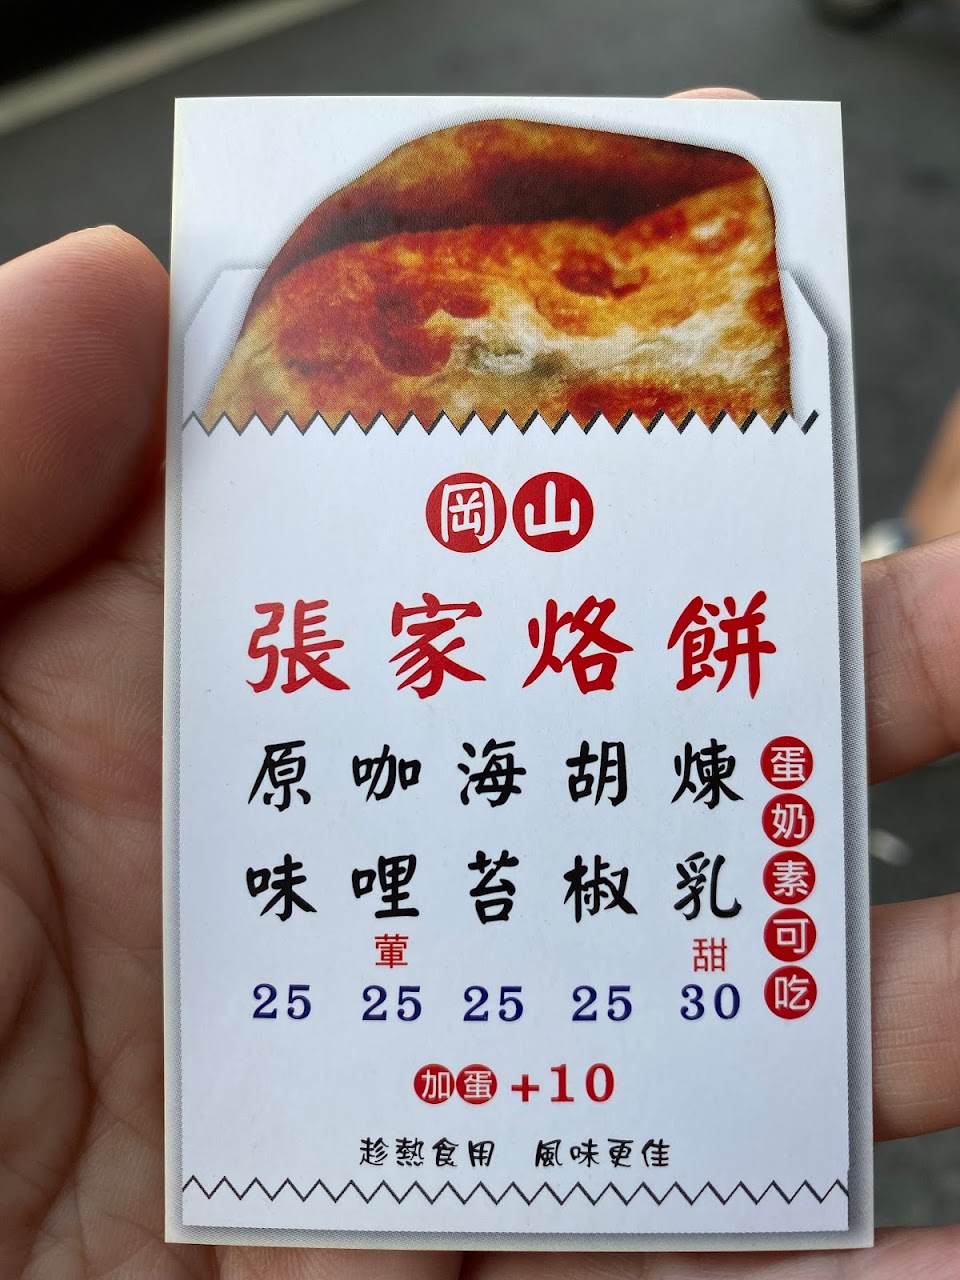 岡山
張家烙餅
原味 咖哩 海苔 胡椒 煉乳
葷 甜
25 25 25 25 30
蛋奶素可吃
加蛋+10
趁熱食用 風味更佳